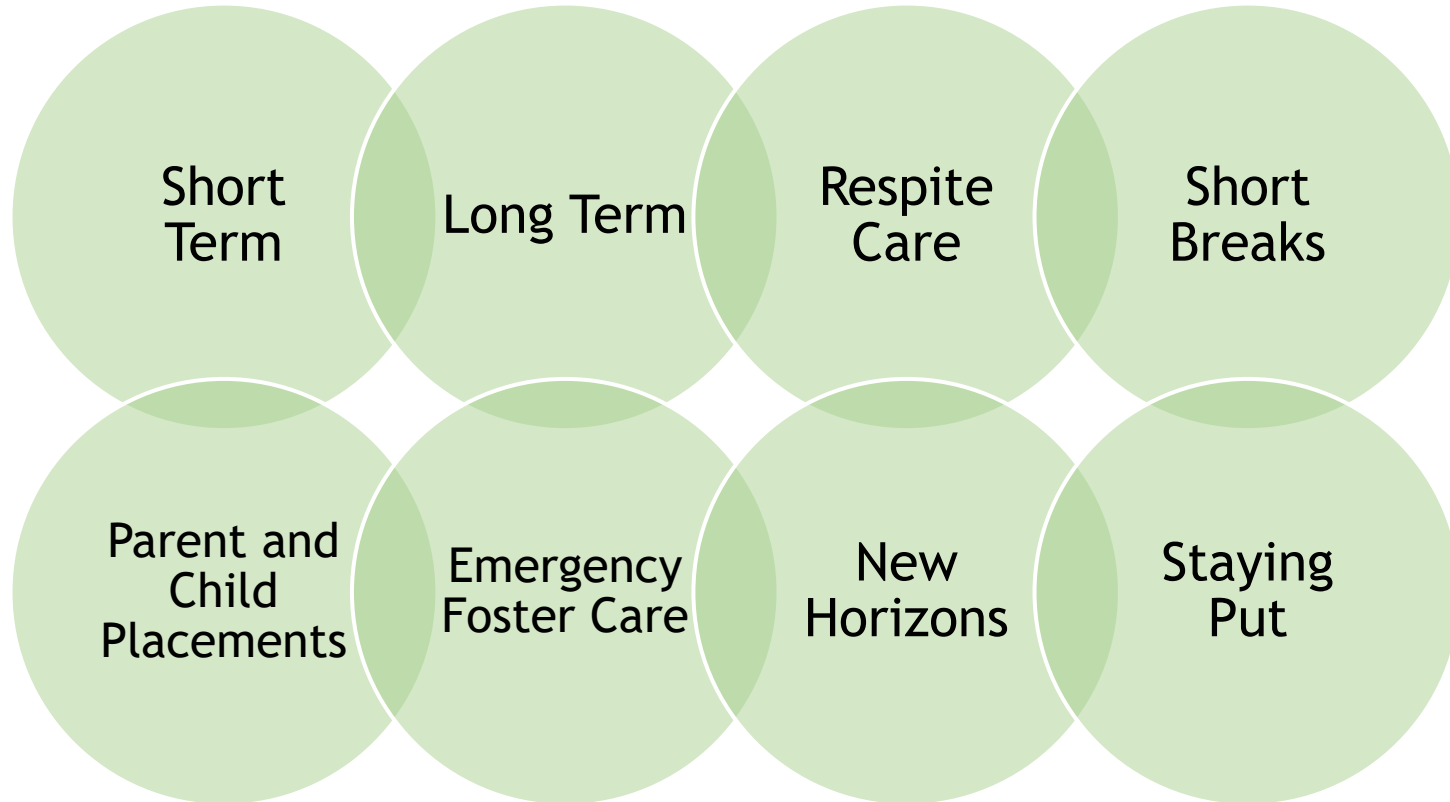 Short
Term
Long Term
Respite
Care
Short
Breaks
Parent and
Child
Placements
Emergency
Foster Care
New
Horizons
Staying
Put